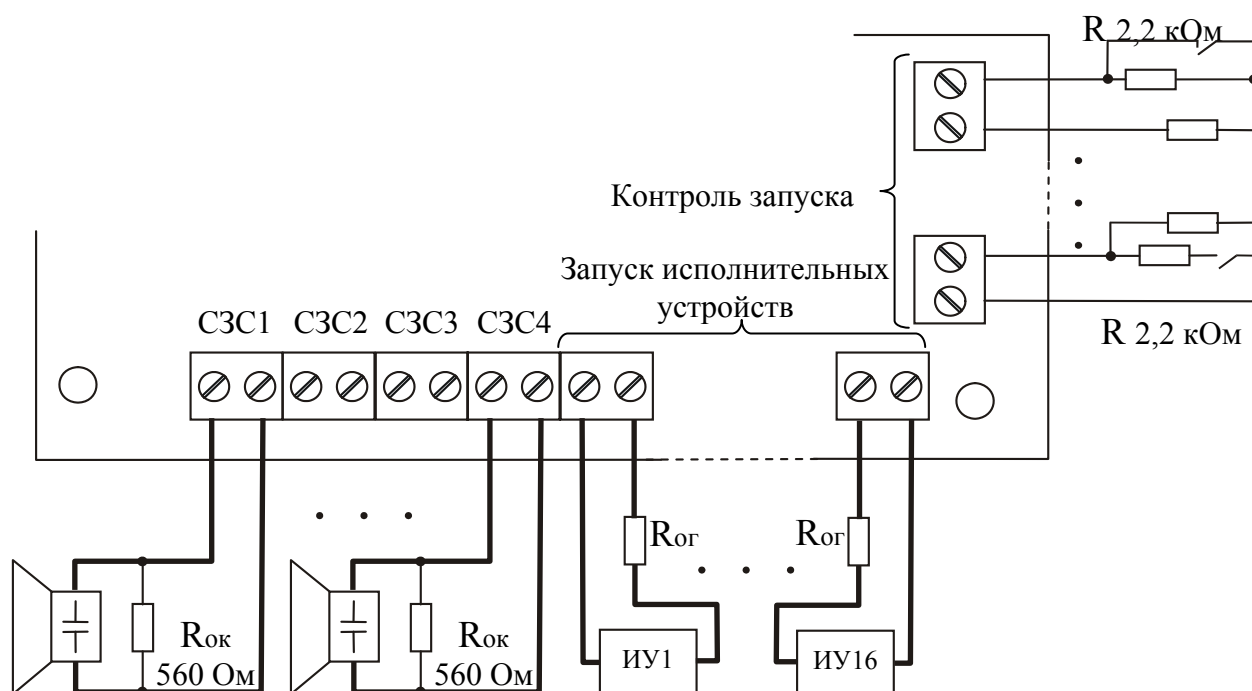 R 2,2 кОм
Контроль запуска
Запуск исполнительных
устройств
СЗС1 СЗС2 СЗС3 СЗС4
R 2,2 кОм
Rог
Rог
Rок
560 Ом
Rок
560 Ом
ИУ1
ИУ16